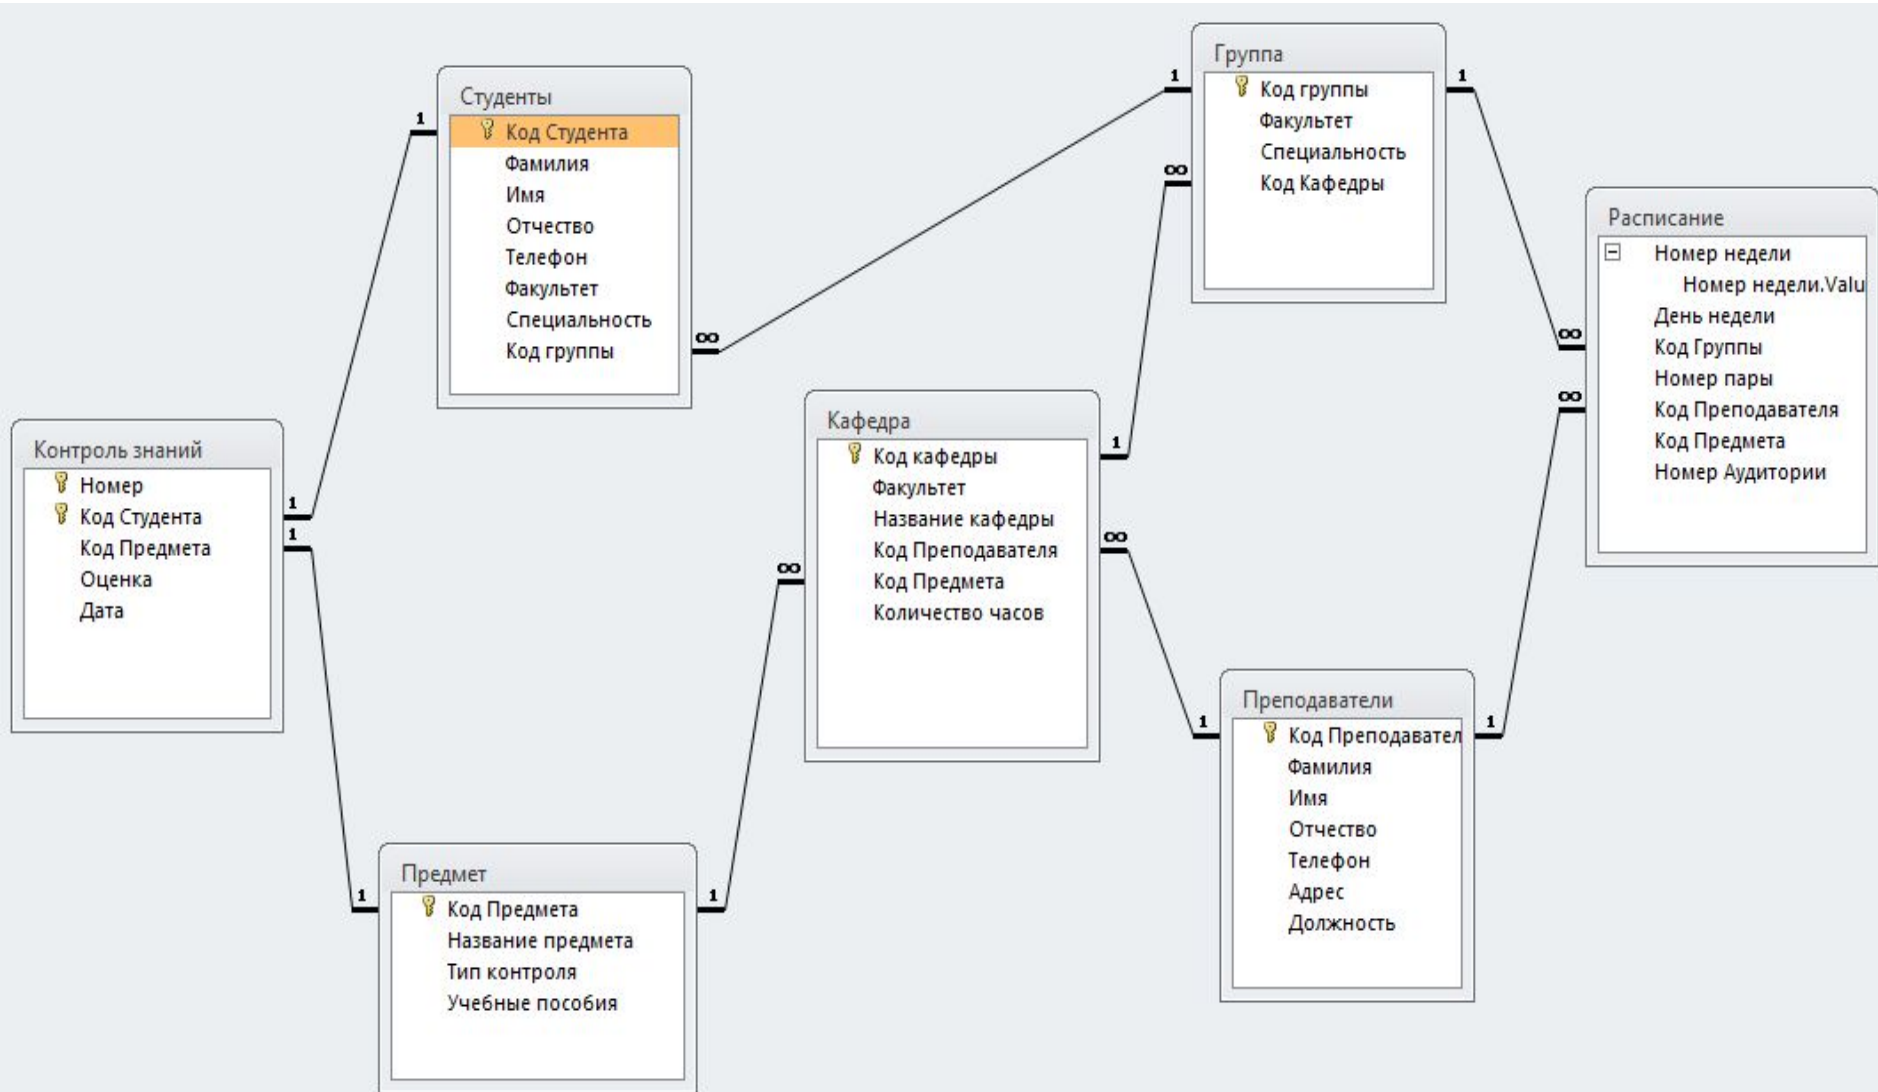 Группа
Код группы
Факультет
Специальность
Код Кафедры
1
1
∞
Студенты
Код Студента
Фамилия
Имя
Отчество
Телефон
Факультет
Специальность
Код группы
1
∞
Расписание
Номер недели
Номер недели.Valu
День недели
Код Группы
Номер пары
Код Преподавателя
Код Предмета
Номер Аудитории
∞
∞
Кафедра
Код кафедры
Факультет
Название кафедры
Код Преподавателя
Код Предмета
Количество часов
1
∞
∞
Контроль знаний
Номер
Код Студента
Код Предмета
Оценка
Дата
1
1
Преподаватели
Код Преподавател
Фамилия
Имя
Отчество
Телефон
Адрес
Должность
1
1
Предмет
Код Предмета
Название предмета
Тип контроля
Учебные пособия
1
1